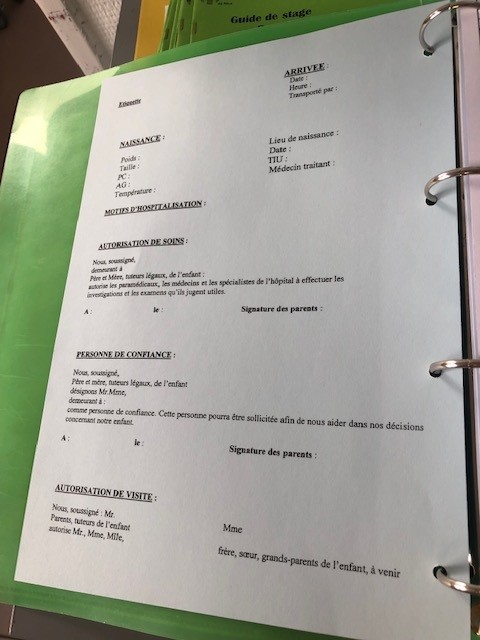 Guide de stage
ARRIVEE :
Date :
Heure :
Transporté par :
Etiquette
NAISSANCE :
Poids :
Taille :
PC :
AG :
Température :
Lieu de naissance :
Date :
TIU :
Médecin traitant :
MOTIFS D'HOSPITALISATION :
AUTORISATION DE SOINS :
Nous, soussigné,
demeurant à
Père et Mère, tuteurs légaux, de l'enfant :
autorise les paramédicaux, les médecins et les spécialistes de l'hôpital à effectuer les
investigations et les examens qu'ils jugent utiles.
A : le : Signature des parents :
PERSONNE DE CONFIANCE :
Nous, soussigné,
Père et mère, tuteurs légaux, de l'enfant
désignons Mr.Mme,
demeurant à :
comme personne de confiance. Cette personne pourra être sollicitée afin de nous aider dans nos décisions
concernant notre enfant.
A : le : Signature des parents :
AUTORISATION DE VISITE :
Nous, soussigné : Mr. Mme
Parents, tuteurs de l'enfant
autorise Mr., Mme, Mlle, frère, sœur, grands-parents de l'enfant, à venir